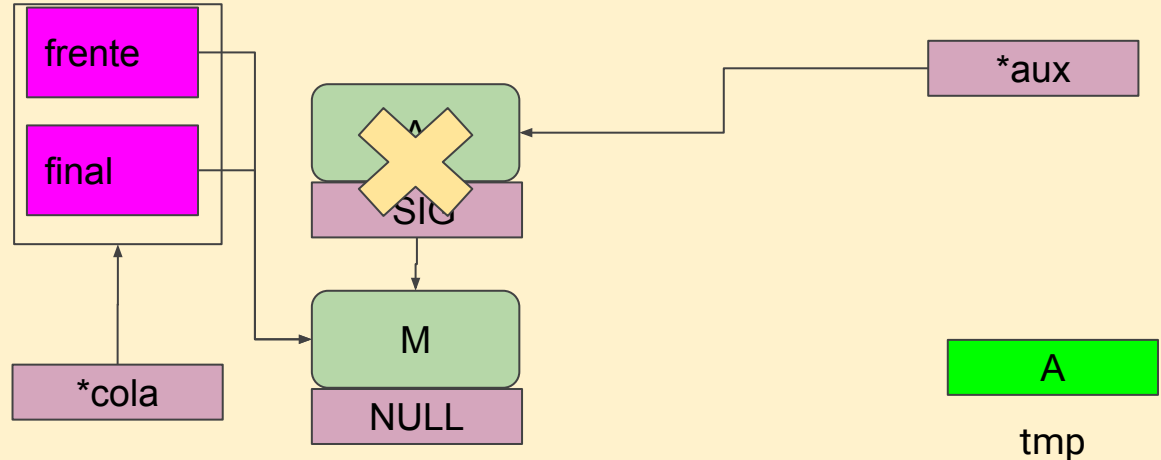 frente
*aux
final
SIG
M
*cola
NULL
A
tmp